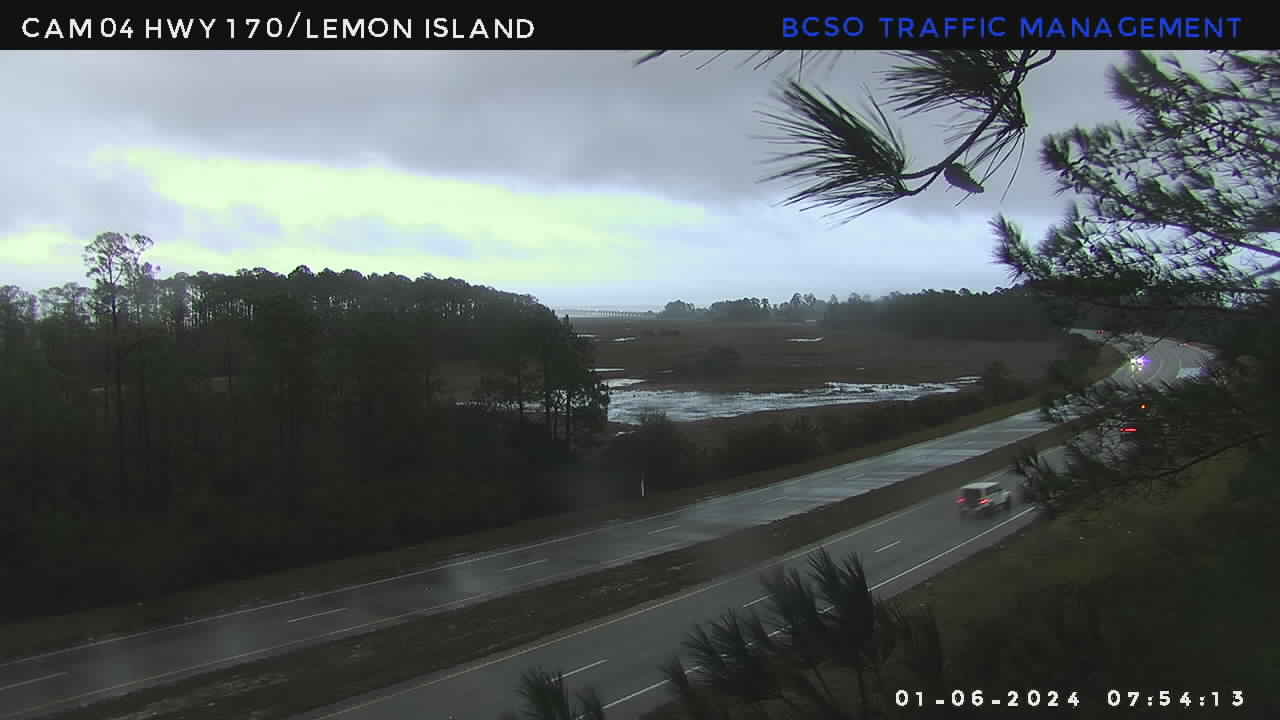 CAM04 HWY170/LEMON ISLAND BCSO TRAFFIC MANAGEMENT
01-06-2024 07:54:13